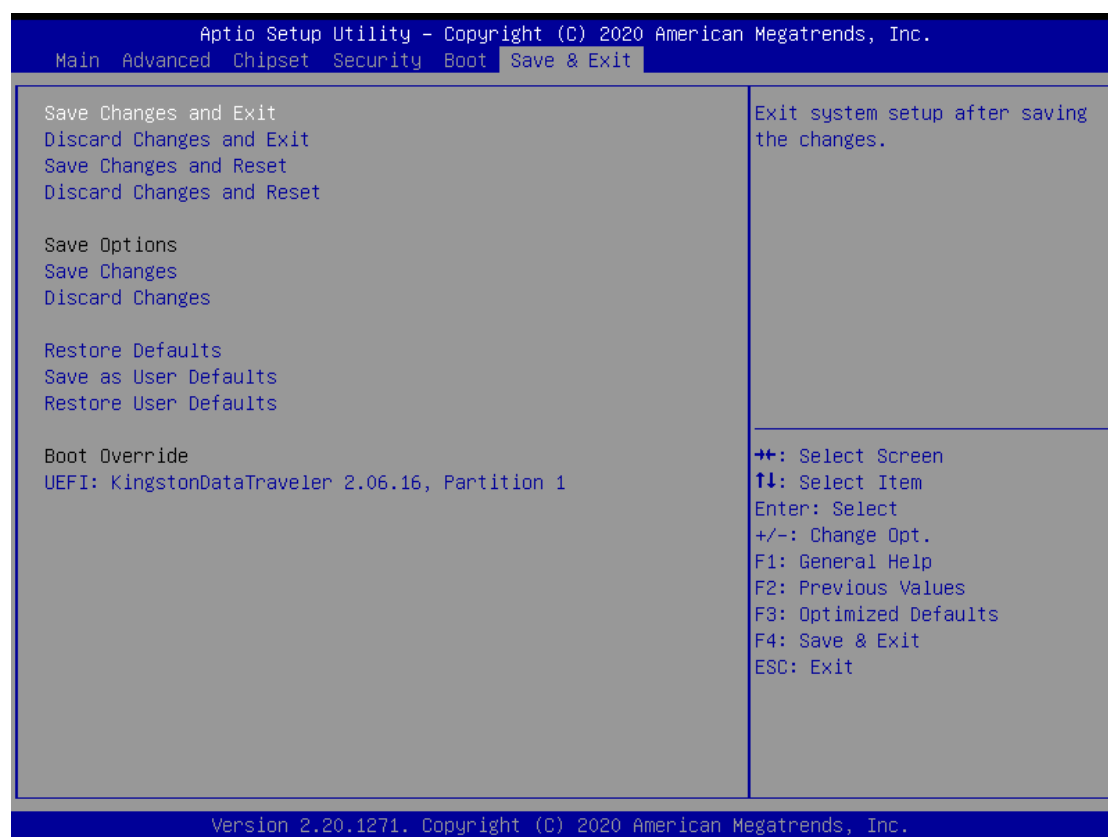 Aptio Setup Utility – Copyright (C) 2020 American Megatrends, Inc.
Main Advanced Chipset Security Boot Save & Exit
Save Changes and Exit
Discard Changes and Exit
Save Changes and Reset
Discard Changes and Reset
Save Options
Save Changes
Discard Changes
Restore Defaults
Save as User Defaults
Restore User Defaults
Boot Override
UEFI: KingstonDataTraveler 2.06.16, Partition 1
Exit system setup after saving
the changes.
→←: Select Screen
↑↓: Select Item
Enter: Select
+/-: Change Opt.
F1: General Help
F2: Previous Values
F3: Optimized Defaults
F4: Save & Exit
ESC: Exit
Version 2.20.1271. Copyright (C) 2020 American Megatrends, Inc.